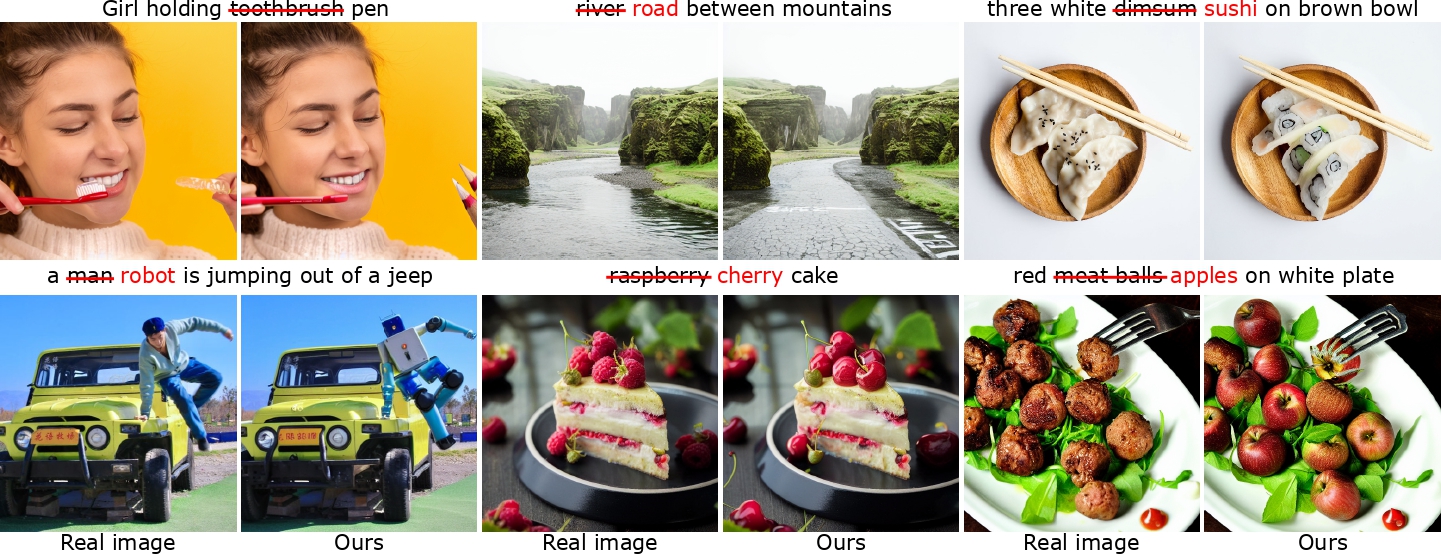 Girl holding toothbrush pen
river road between mountains
three white dimsum sushi on brown bowl
a man robot is jumping out of a jeep
raspberry cherry cake
red meat balls apples on white plate
Real image
Ours
Real image
Ours
Real image
Ours